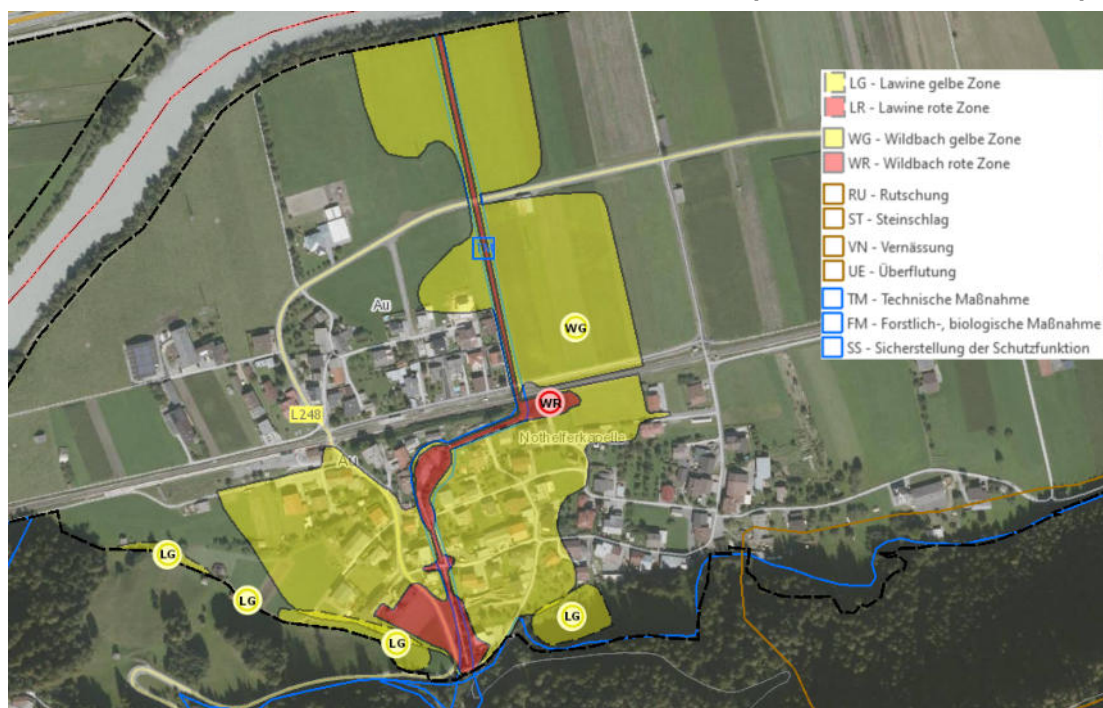 LG - Lawine gelbe Zone
LR - Lawine rote Zone
WG - Wildbach gelbe Zone
WR - Wildbach rote Zone
RU - Rutschung
ST - Steinschlag
VN - Vernässung
UE - Überflutung
TM - Technische Maßnahme
FM - Forstlich-, biologische Maßnahme
SS - Sicherstellung der Schutzfunktion
Au
WG
L248
WR
Nothelferkapelle
LG
LG
LG
LG